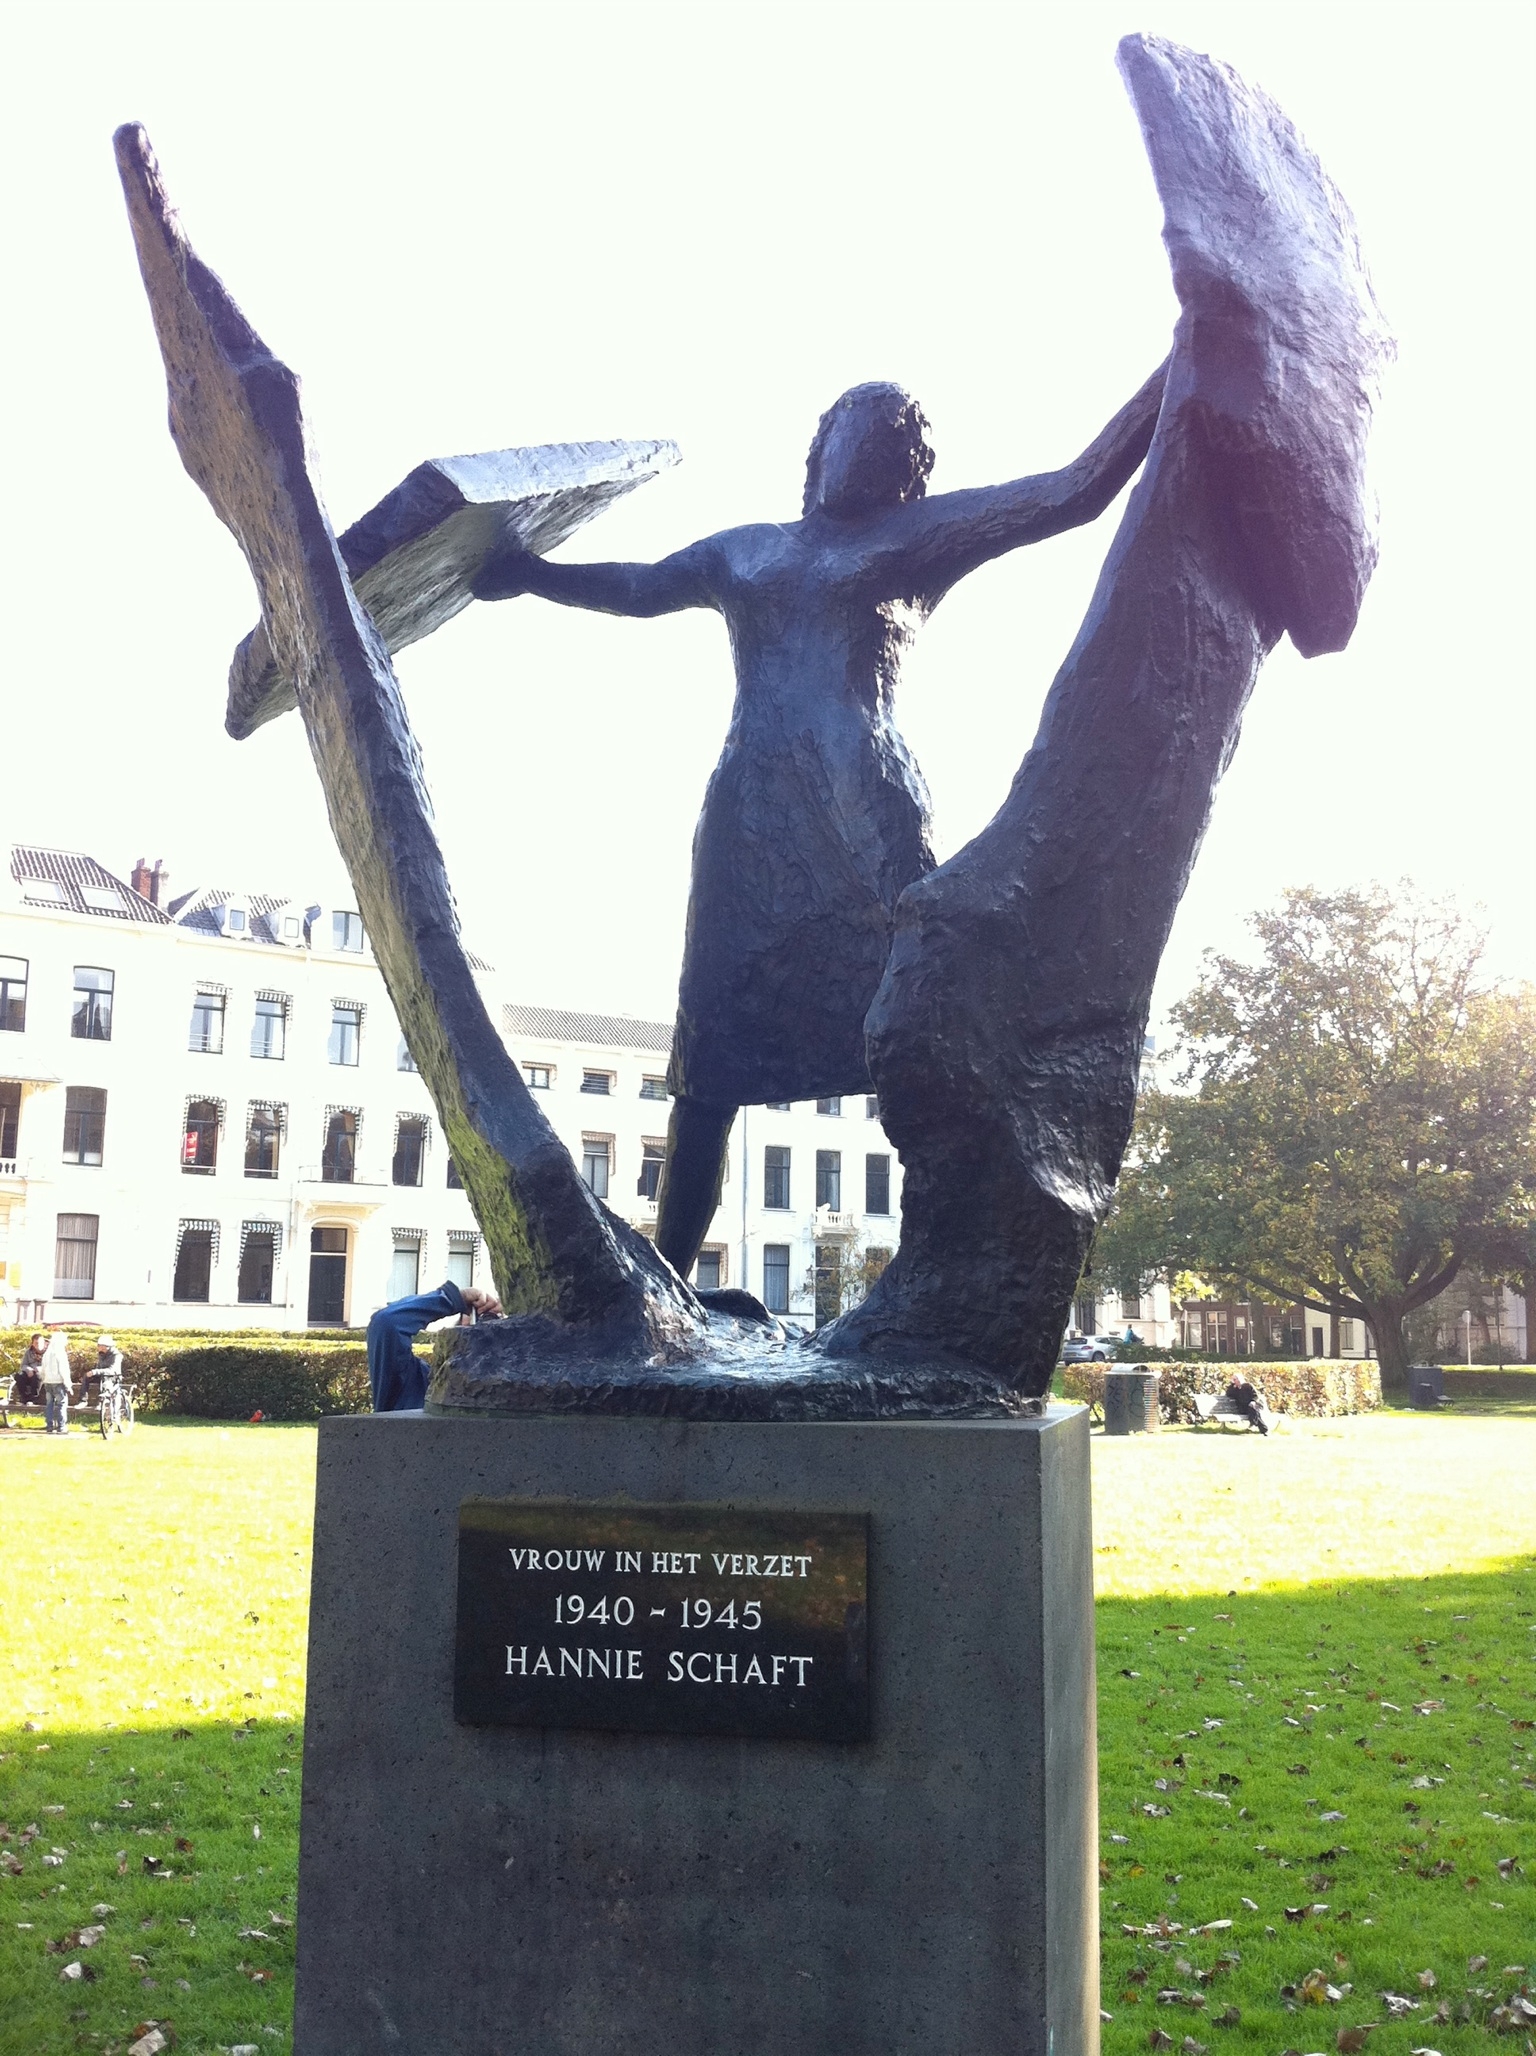 VROUW IN HET VERZET
1940 - 1945
HANNIE SCHAFT